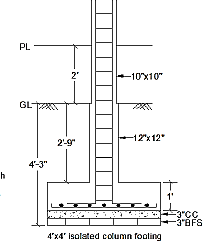 PL
2'
10"x10"
GL
2'-9"
12"x12"
4'-3"
h
1'
3"CC
3"BFS
4'x4' isolated column footing